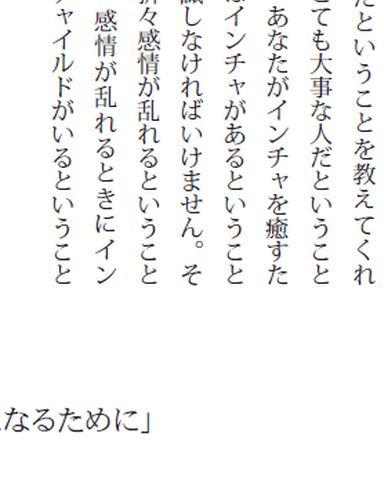 ということを教えてくれ
ても大事な人だということ
あなたがインチャを癒すた
インチャがあるということ
しなければいけません。そ
々感情が乱れるということ
感情が乱れるときにイン
ャイルドがいるということ
なるために」